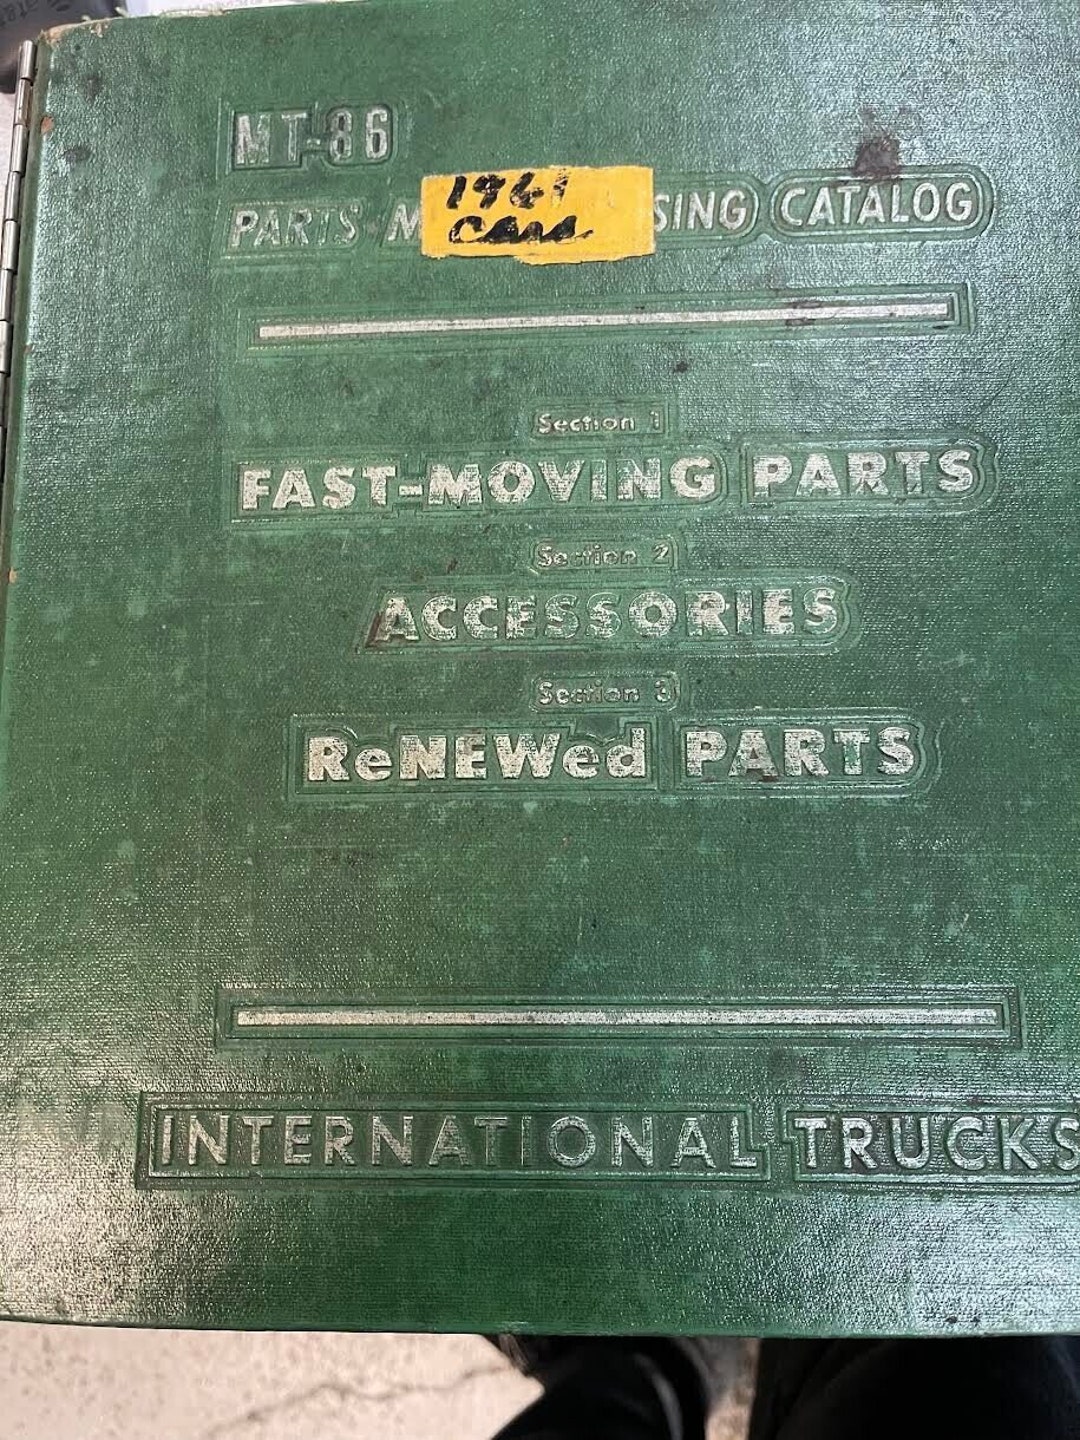 MT-86
1961
Cars
PARTS M SING CATALOG
Section 1
FAST-MOVING PARTS
Section 2
ACCESSORIES
Section 3
ReNEWed PARTS
INTERNATIONAL TRUCKS